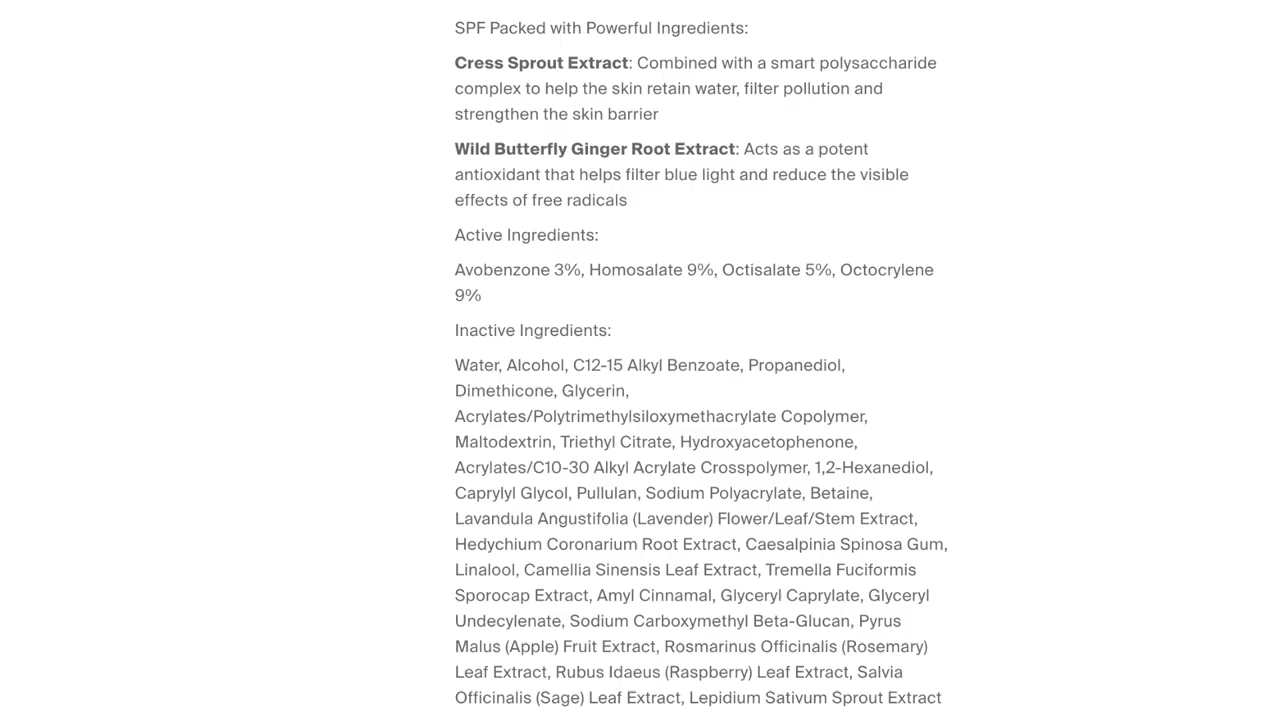 SPF Packed with Powerful Ingredients:
Cress Sprout Extract: Combined with a smart polysaccharide
complex to help the skin retain water, filter pollution and
strengthen the skin barrier
Wild Butterfly Ginger Root Extract: Acts as a potent
antioxidant that helps filter blue light and reduce the visible
effects of free radicals
Active Ingredients:
Avobenzone 3%, Homosalate 9%, Octisalate 5%, Octocrylene
9%
Inactive Ingredients:
Water, Alcohol, C12-15 Alkyl Benzoate, Propanediol,
Dimethicone, Glycerin,
Acrylates/Polytrimethylsiloxymethacrylate Copolymer,
Maltodextrin, Triethyl Citrate, Hydroxyacetophenone,
Acrylates/C10-30 Alkyl Acrylate Crosspolymer, 1,2-Hexanediol,
Caprylyl Glycol, Pullulan, Sodium Polyacrylate, Betaine,
Lavandula Angustifolia (Lavender) Flower/Leaf/Stem Extract,
Hedychium Coronarium Root Extract, Caesalpinia Spinosa Gum,
Linalool, Camellia Sinensis Leaf Extract, Tremella Fuciformis
Sporocap Extract, Amyl Cinnamal, Glyceryl Caprylate, Glyceryl
Undecylenate, Sodium Carboxymethyl Beta-Glucan, Pyrus
Malus (Apple) Fruit Extract, Rosmarinus Officinalis (Rosemary)
Leaf Extract, Rubus Idaeus (Raspberry) Leaf Extract, Salvia
Officinalis (Sage) Leaf Extract, Lepidium Sativum Sprout Extract